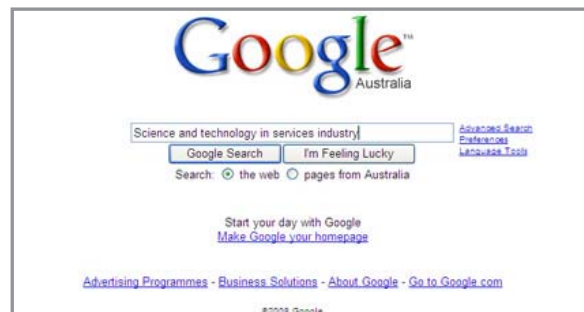 Google™
Australia
Science and technology in services industry
Advanced Search
Preferences
Language Tools
Google Search I'm Feeling Lucky
Search: the web pages from Australia
Start your day with Google
Make Google your homepage
Advertising Programmes - Business Solutions - About Google - Go to Google.com
©2008 Google